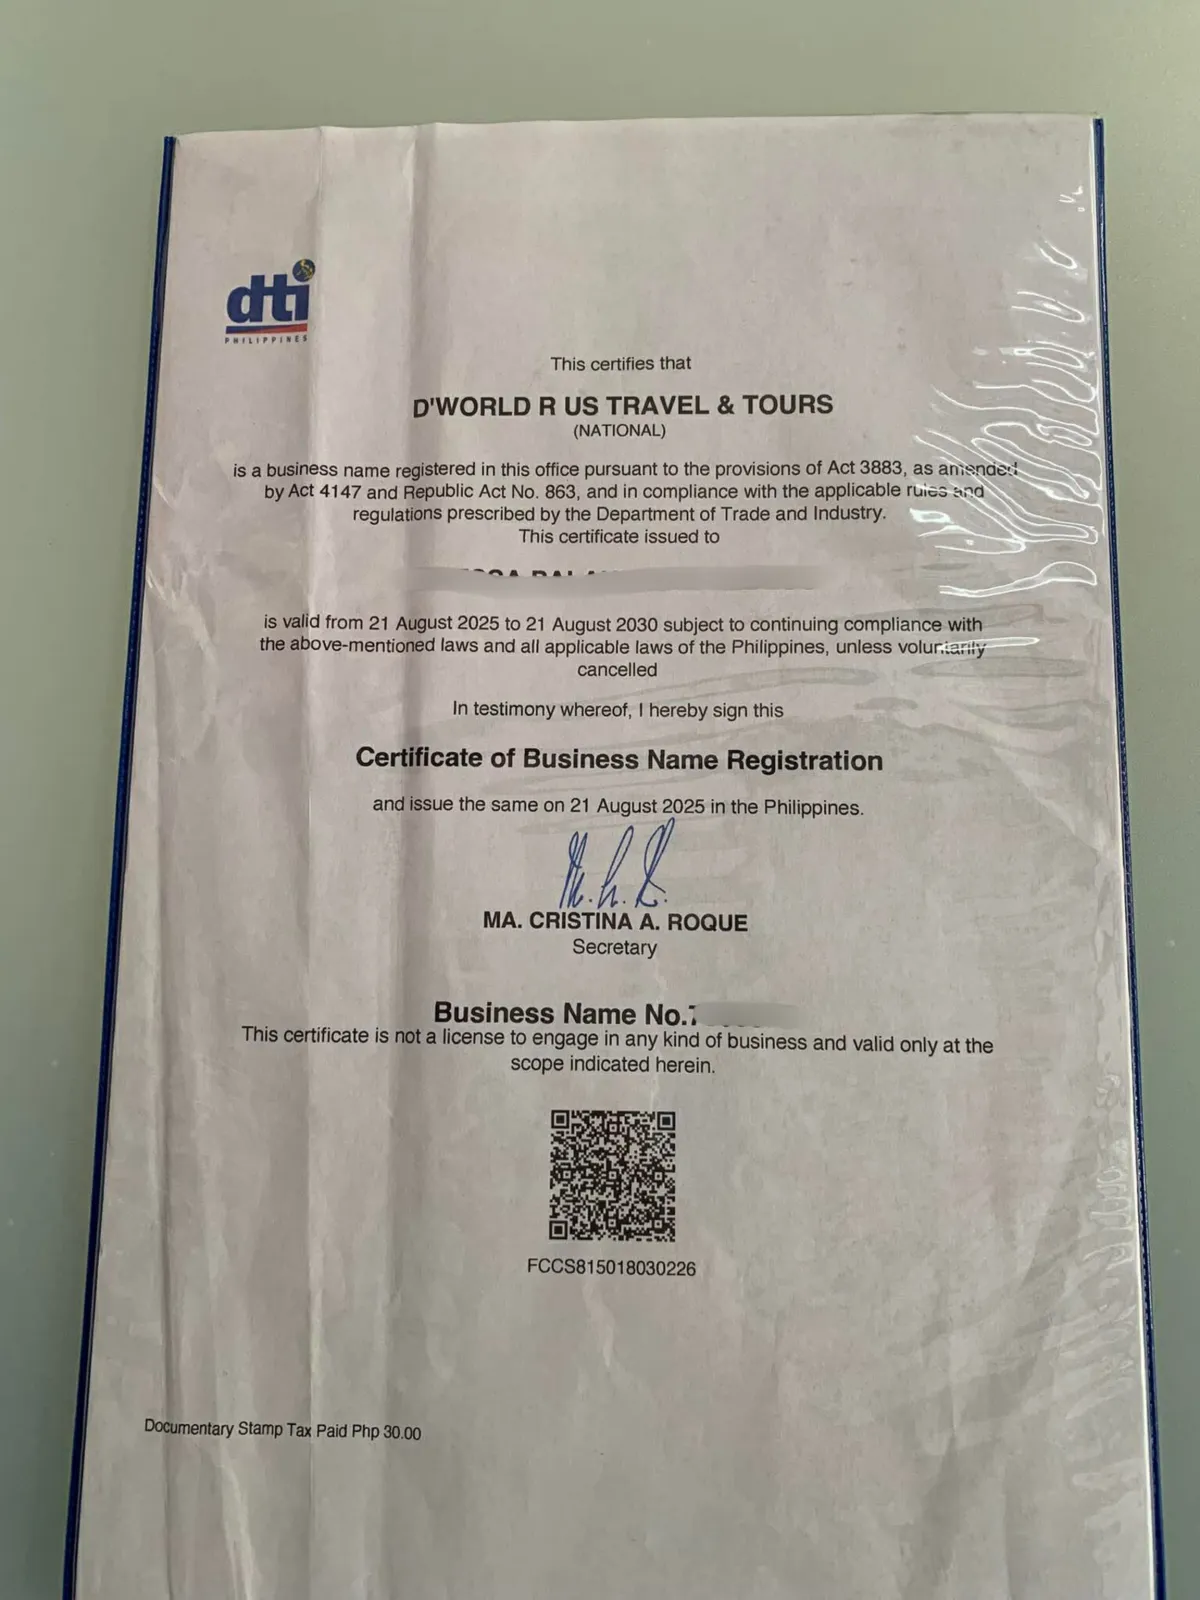 dti
PHILIPPINES
This certifies that
D'WORLD R US TRAVEL & TOURS
(NATIONAL)
is a business name registered in this office pursuant to the provisions of Act 3883, as amended
by Act 4147 and Republic Act No. 863, and in compliance with the applicable rules and
regulations prescribed by the Department of Trade and Industry.
This certificate issued to
is valid from 21 August 2025 to 21 August 2030 subject to continuing compliance with
the above-mentioned laws and all applicable laws of the Philippines, unless voluntarily
cancelled
In testimony whereof, I hereby sign this
Certificate of Business Name Registration
and issue the same on 21 August 2025 in the Philippines.
MA. CRISTINA A. ROQUE
Secretary
Business Name No.
This certificate is not a license to engage in any kind of business and valid only at the
scope indicated herein.
FCCS815018030226
Documentary Stamp Tax Paid Php 30.00